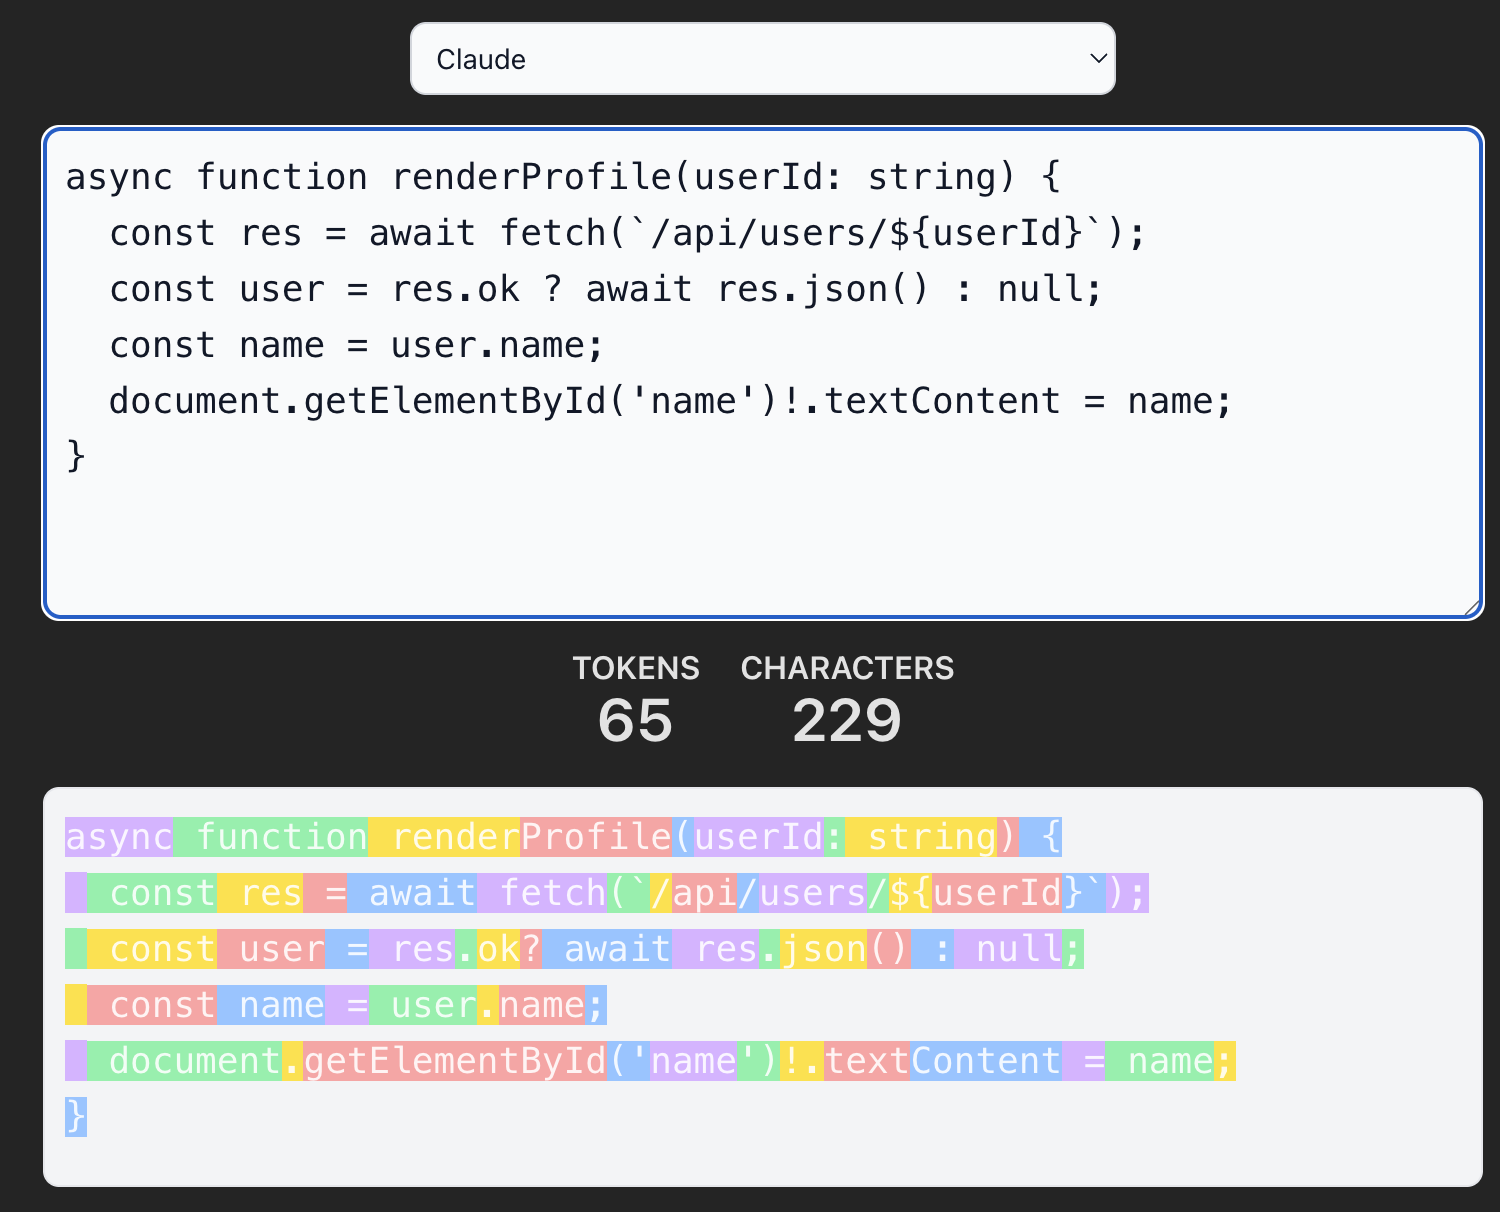 Claude
async function renderProfile(userId: string) {
  const res = await fetch(`/api/users/${userId}`);
  const user = res.ok ? await res.json() : null;
  const name = user.name;
  document.getElementById('name')!.textContent = name;
}
TOKENS CHARACTERS
65 229
async function renderProfile(userId: string) {
  const res = await fetch(`/api/users/${userId}`);
  const user = res.ok? await res.json() : null;
  const name = user.name;
  document.getElementById('name')!.textContent = name;
}